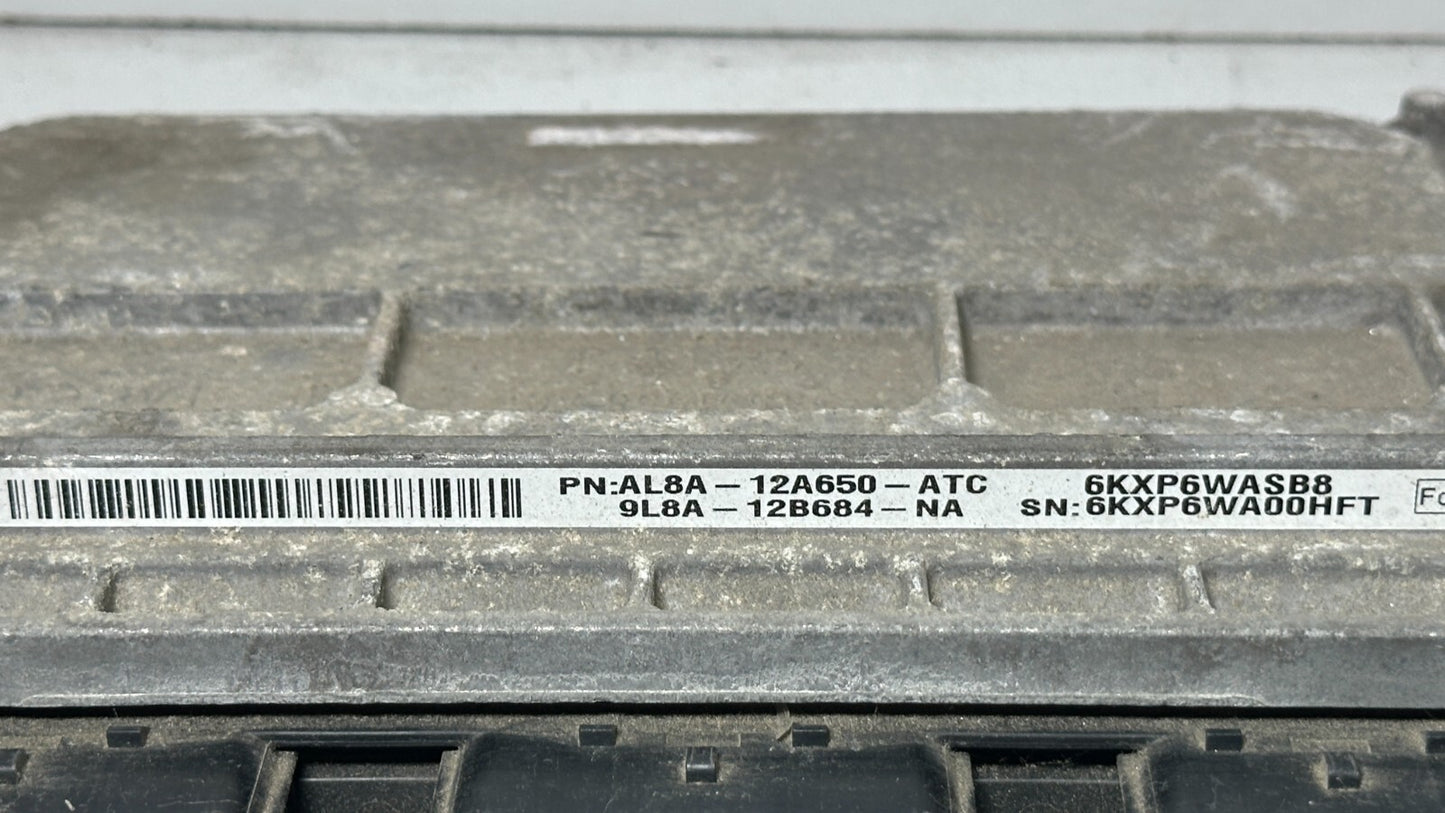 PN:AL8A-12A650-ATC 6KXP6WASB8
9L8A-12B684-NA SN:6KXP6WA00HFT